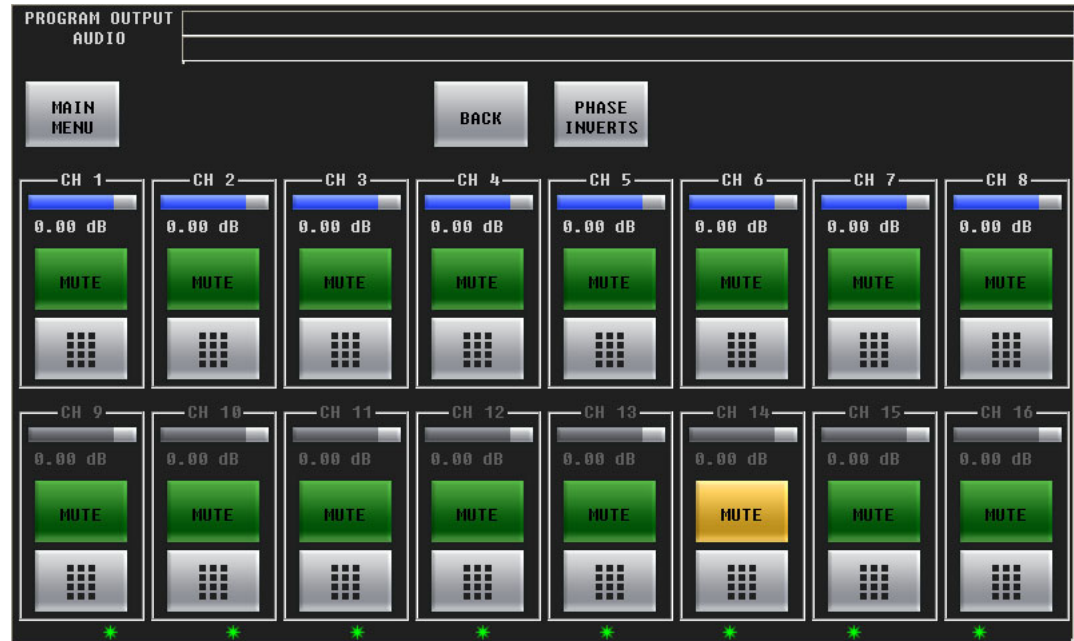 PROGRAM OUTPUT
AUDIO
MAIN
MENU
BACK
PHASE
INVERTS
CH 1 CH 2 CH 3 CH 4 CH 5 CH 6 CH 7 CH 8
0.00 dB 0.00 dB 0.00 dB 0.00 dB 0.00 dB 0.00 dB 0.00 dB 0.00 dB
MUTE MUTE MUTE MUTE MUTE MUTE MUTE MUTE
CH 9 CH 10 CH 11 CH 12 CH 13 CH 14 CH 15 CH 16
0.00 dB 0.00 dB 0.00 dB 0.00 dB 0.00 dB 0.00 dB 0.00 dB 0.00 dB
MUTE MUTE MUTE MUTE MUTE MUTE MUTE MUTE